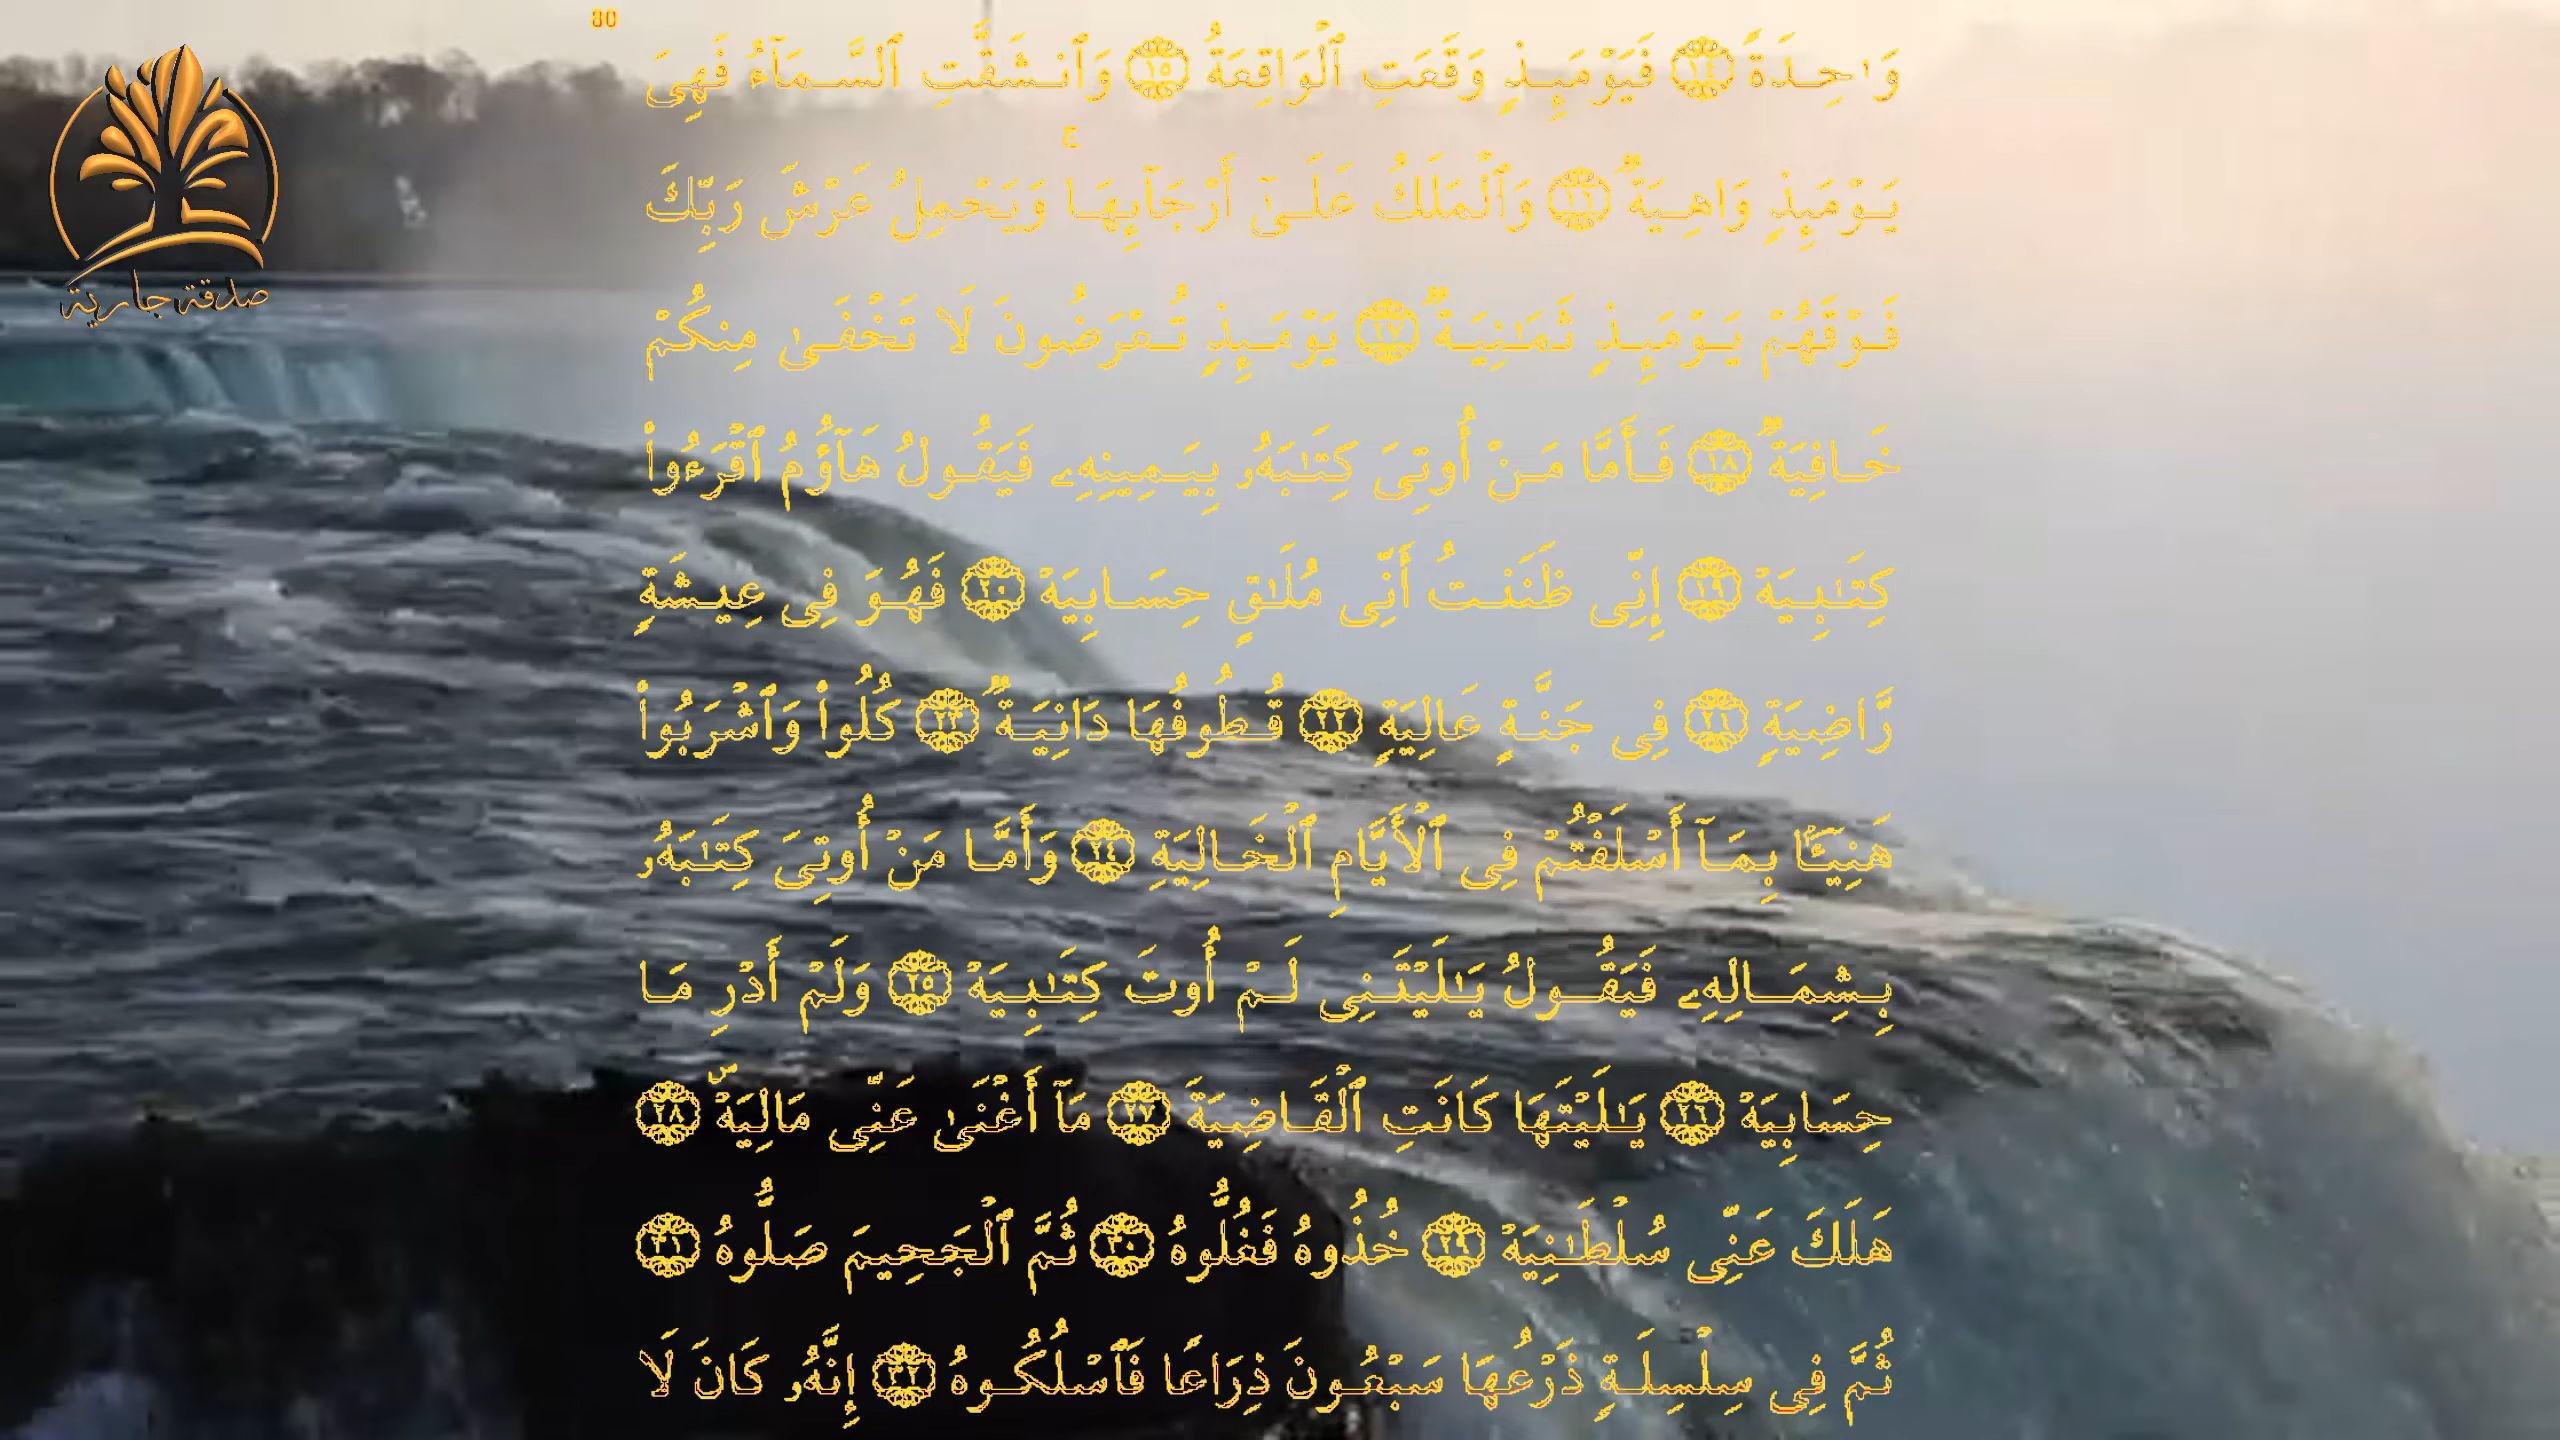 80
وَٰحِدَةً ١٤ فَيَوْمَئِذٍ وَقَعَتِ ٱلْوَاقِعَةُ ١٥ وَٱنشَقَّتِ ٱلسَّمَآءُ فَهِىَ
يَوْمَئِذٍ وَاهِيَةٌ ١٦ وَٱلْمَلَكُ عَلَىٰٓ أَرْجَآئِهَا ۚ وَيَحْمِلُ عَرْشَ رَبِّكَ
فَوْقَهُمْ يَوْمَئِذٍ ثَمَٰنِيَةٌ ١٧ يَوْمَئِذٍ تُعْرَضُونَ لَا تَخْفَىٰ مِنكُمْ
خَافِيَةٌ ١٨ فَأَمَّا مَنْ أُوتِىَ كِتَٰبَهُۥ بِيَمِينِهِۦ فَيَقُولُ هَآؤُمُ ٱقْرَءُوا۟
كِتَٰبِيَهْ ١٩ إِنِّى ظَنَنتُ أَنِّى مُلَٰقٍ حِسَابِيَهْ ٢٠ فَهُوَ فِى عِيشَةٍ
رَّاضِيَةٍ ٢١ فِى جَنَّةٍ عَالِيَةٍ ٢٢ قُطُوفُهَا دَانِيَةٌ ٢٣ كُلُوا۟ وَٱشْرَبُوا۟
هَنِيٓـًٔۢا بِمَآ أَسْلَفْتُمْ فِى ٱلْأَيَّامِ ٱلْخَالِيَةِ ٢٤ وَأَمَّا مَنْ أُوتِىَ كِتَٰبَهُۥ
بِشِمَالِهِۦ فَيَقُولُ يَٰلَيْتَنِى لَمْ أُوتَ كِتَٰبِيَهْ ٢٥ وَلَمْ أَدْرِ مَا
حِسَابِيَهْ ٢٦ يَٰلَيْتَهَا كَانَتِ ٱلْقَاضِيَةَ ٢٧ مَآ أَغْنَىٰ عَنِّى مَالِيَهْ ۜ ٢٨
هَلَكَ عَنِّى سُلْطَٰنِيَهْ ٢٩ خُذُوهُ فَغُلُّوهُ ٣٠ ثُمَّ ٱلْجَحِيمَ صَلُّوهُ ٣١
ثُمَّ فِى سِلْسِلَةٍ ذَرْعُهَا سَبْعُونَ ذِرَاعًا فَٱسْلُكُوهُ ٣٢ إِنَّهُۥ كَانَ لَا
صدقة جارية